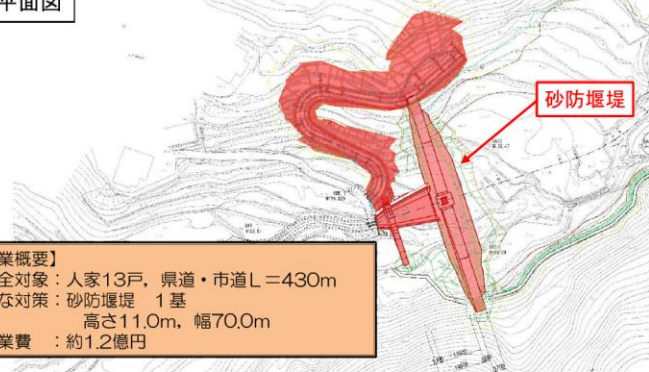 平面図
砂防堰堤
業概要】
全対象：人家13戸，県道・市道L＝430m
な対策：砂防堰堤　1基
高さ11.0m，幅70.0m
業費　：約1.2億円